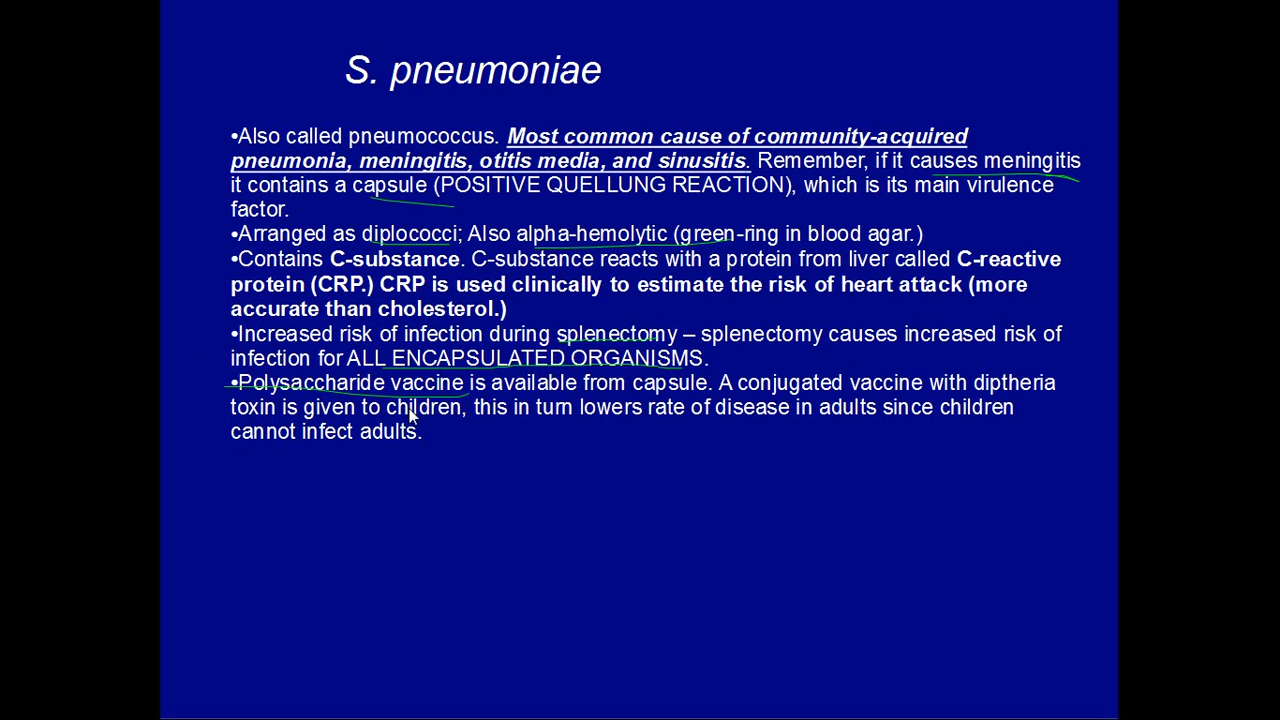 S. pneumoniae
•Also called pneumococcus. Most common cause of community-acquired
pneumonia, meningitis, otitis media, and sinusitis. Remember, if it causes meningitis
it contains a capsule (POSITIVE QUELLUNG REACTION), which is its main virulence
factor.
•Arranged as diplococci; Also alpha-hemolytic (green-ring in blood agar.)
•Contains C-substance. C-substance reacts with a protein from liver called C-reactive
protein (CRP.) CRP is used clinically to estimate the risk of heart attack (more
accurate than cholesterol.)
•Increased risk of infection during splenectomy – splenectomy causes increased risk of
infection for ALL ENCAPSULATED ORGANISMS.
•Polysaccharide vaccine is available from capsule. A conjugated vaccine with diptheria
toxin is given to children, this in turn lowers rate of disease in adults since children
cannot infect adults.